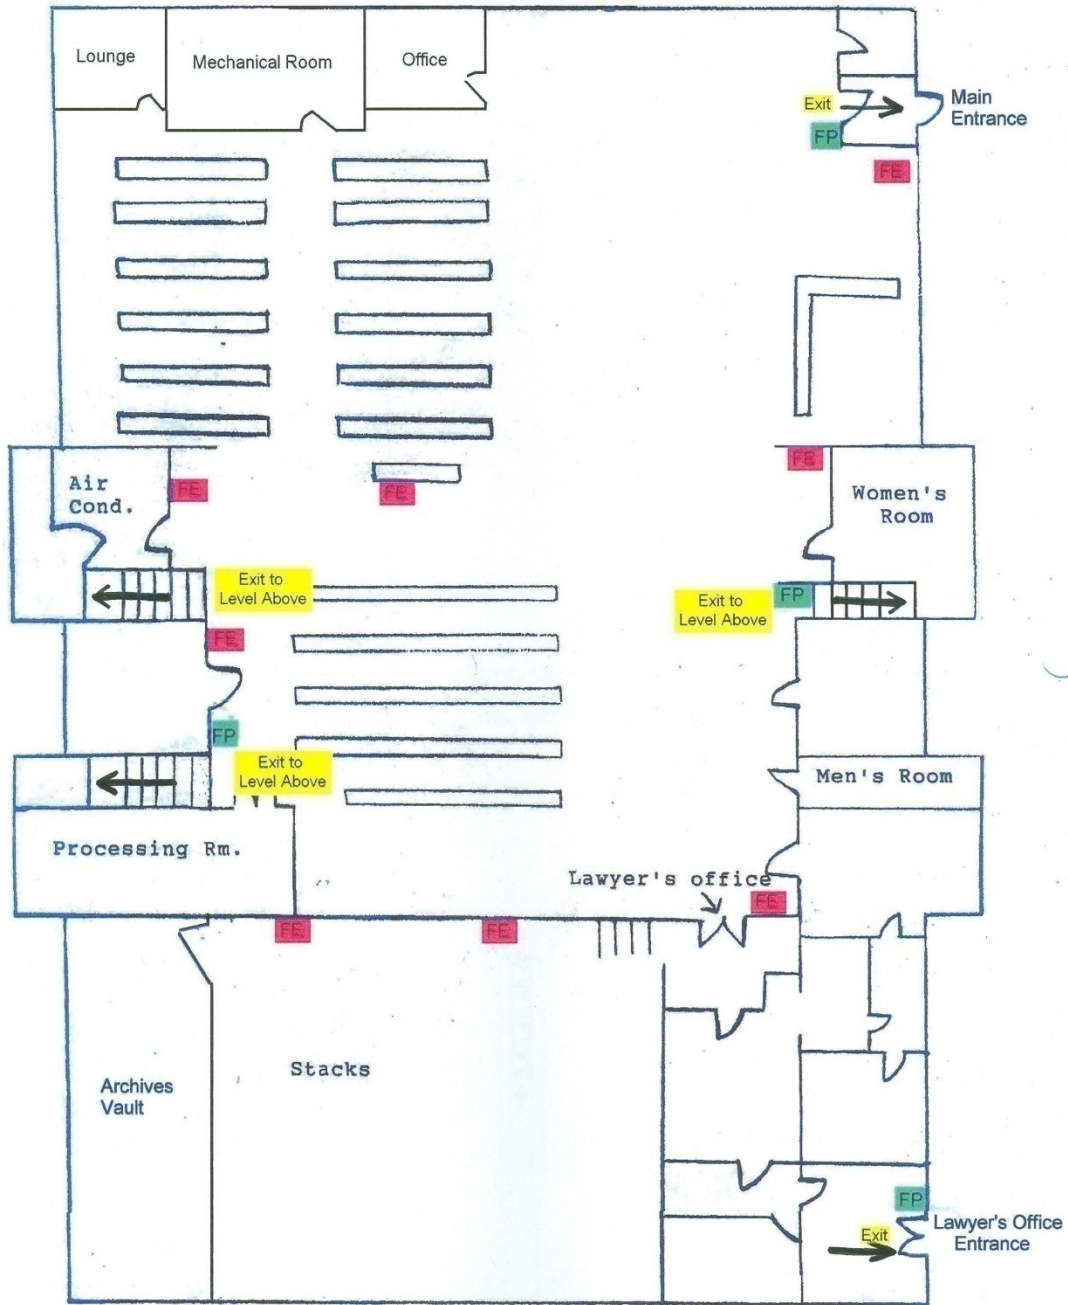 Lounge
Mechanical Room
Office
Exit
Main
Entrance
FP
FE
FE
Air
Cond.
FE
FE
Women's
Room
Exit to
Level Above
Exit to
Level Above
FP
FE
FP
Exit to
Level Above
Men's Room
Processing Rm.
Lawyer's office
FE
FE
FE
Stacks
Archives
Vault
FP
Lawyer's Office
Entrance
Exit